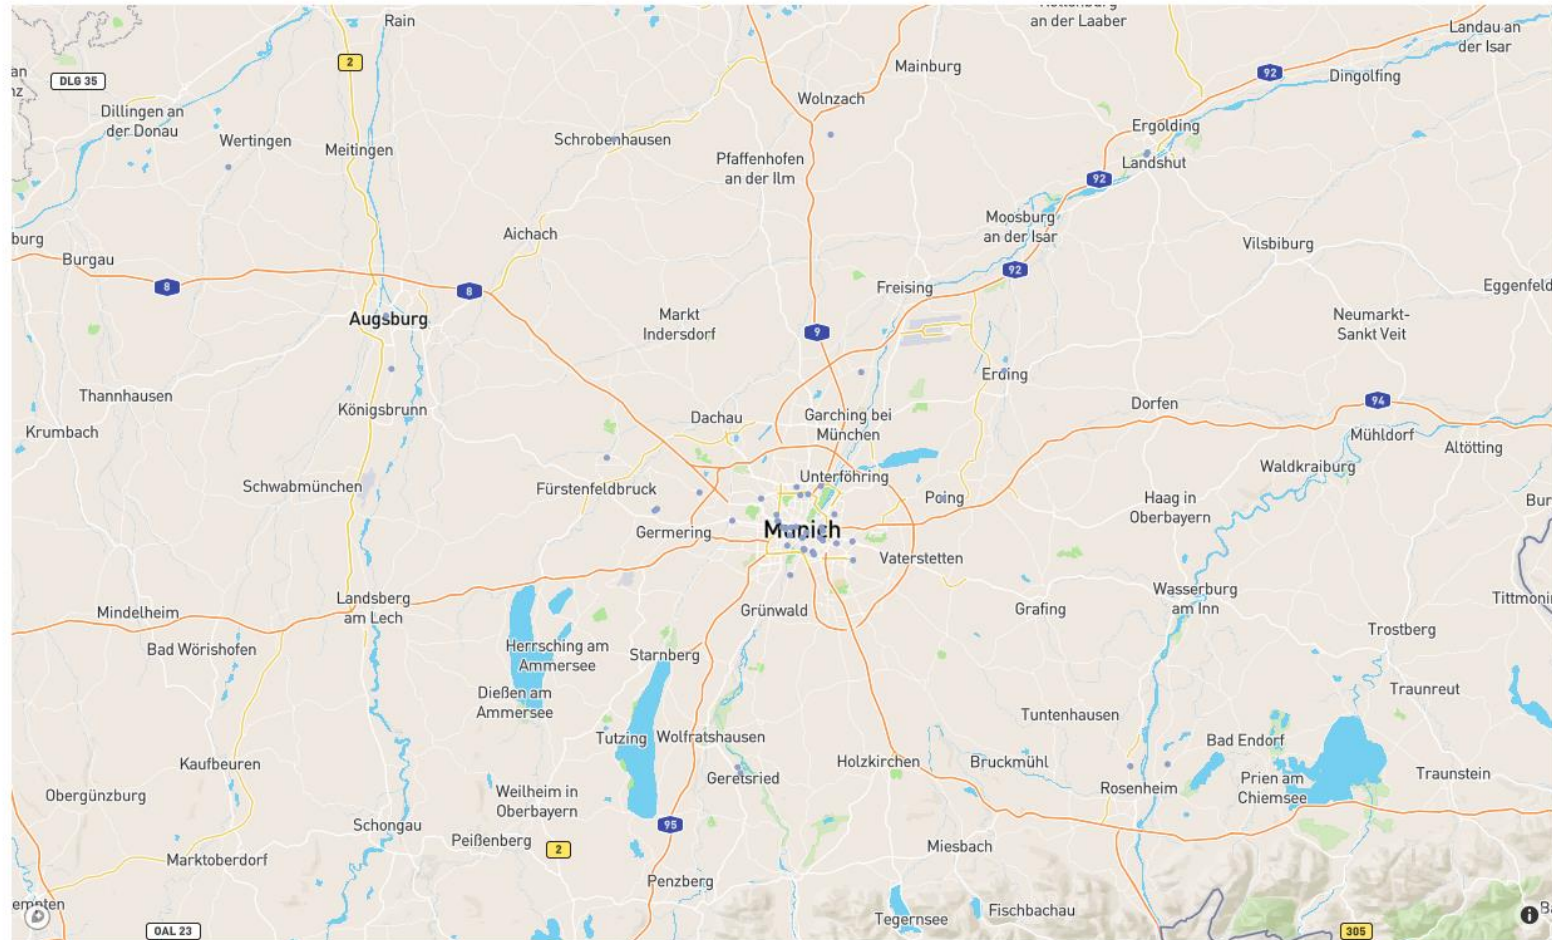 Rain
an der Laaber
Landau an
der Isar
2
92
DLG 35
Mainburg
Dingolfing
Dillingen an
der Donau
Wolnzach
Wertingen
Meitingen
Schrobenhausen
Ergolding
Pfaffenhofen
an der Ilm
Landshut
92
Moosburg
an der Isar
Aichach
burg
Vilsbiburg
Burgau
92
8
8
Freising
Eggenfeld
Augsburg
Markt
Indersdorf
9
Neumarkt-
Sankt Veit
Erding
Thannhausen
Königsbrunn
Dachau
Garching bei
München
Dorfen
94
Krumbach
Mühldorf
Altötting
Waldkraiburg
Schwabmünchen
Fürstenfeldbruck
Unterföhring
Poing
Haag in
Oberbayern
Bur
Germering
Munich
Vaterstetten
Mindelheim
Landsberg
am Lech
Grünwald
Grafing
Wasserburg
am Inn
Tittmoni
Bad Wörishofen
Herrsching am
Ammersee
Starnberg
Trostberg
Dießen am
Ammersee
Traunreut
Tuntenhausen
Tutzing
Wolfratshausen
Bad Endorf
Kaufbeuren
Geretsried
Holzkirchen
Bruckmühl
Traunstein
Obergünzburg
Weilheim in
Oberbayern
Rosenheim
Prien am
Chiemsee
Schongau
95
Peißenberg
2
Miesbach
Marktoberdorf
Penzberg
empten
Tegernsee
Fischbachau
OAL 23
305